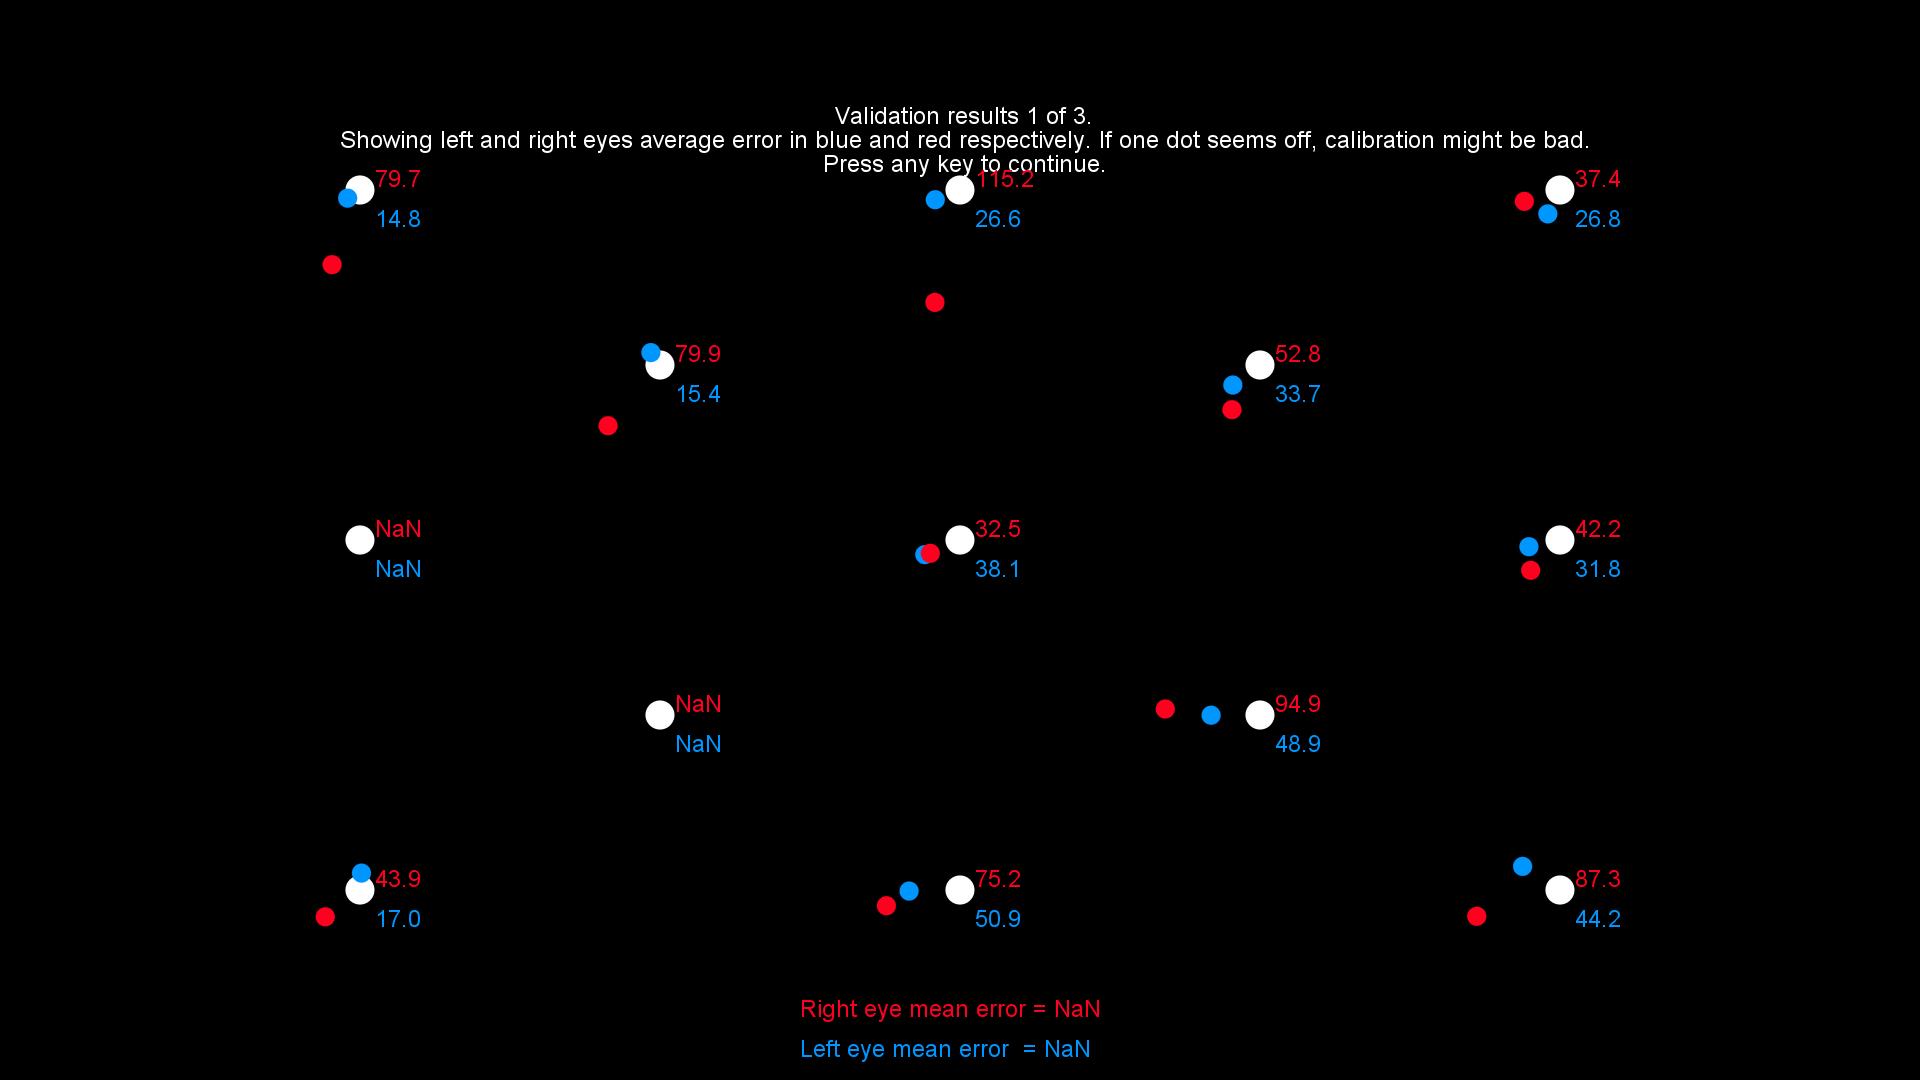 Validation results 1 of 3.
Showing left and right eyes average error in blue and red respectively. If one dot seems off, calibration might be bad.
Press any key to continue.
79.7
14.8
115.2
26.6
37.4
26.8
79.9
15.4
52.8
33.7
NaN
NaN
32.5
38.1
42.2
31.8
NaN
NaN
94.9
48.9
43.9
17.0
75.2
50.9
87.3
44.2
Right eye mean error = NaN
Left eye mean error  = NaN